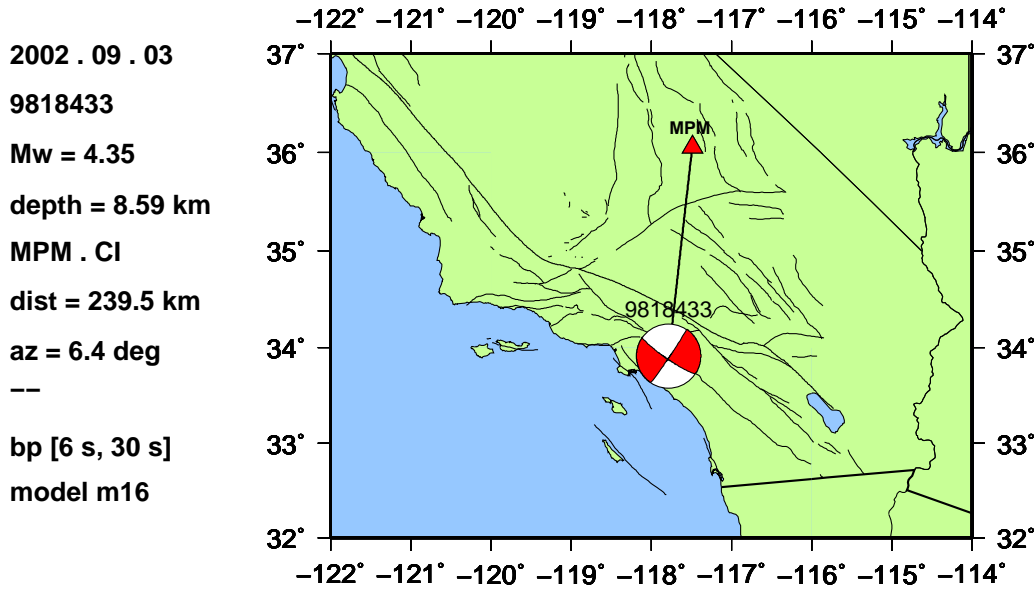 2002 . 09 . 03
9818433
Mw = 4.35
depth = 8.59 km
MPM . CI
dist = 239.5 km
az = 6.4 deg
−−
bp [6 s, 30 s]
model m16
−122˚ −121˚ −120˚ −119˚ −118˚ −117˚ −116˚ −115˚ −114˚
37˚ 37˚
MPM
36˚ 36˚
35˚ 35˚
9818433
34˚ 34˚
33˚ 33˚
32˚ 32˚
−122˚ −121˚ −120˚ −119˚ −118˚ −117˚ −116˚ −115˚ −114˚